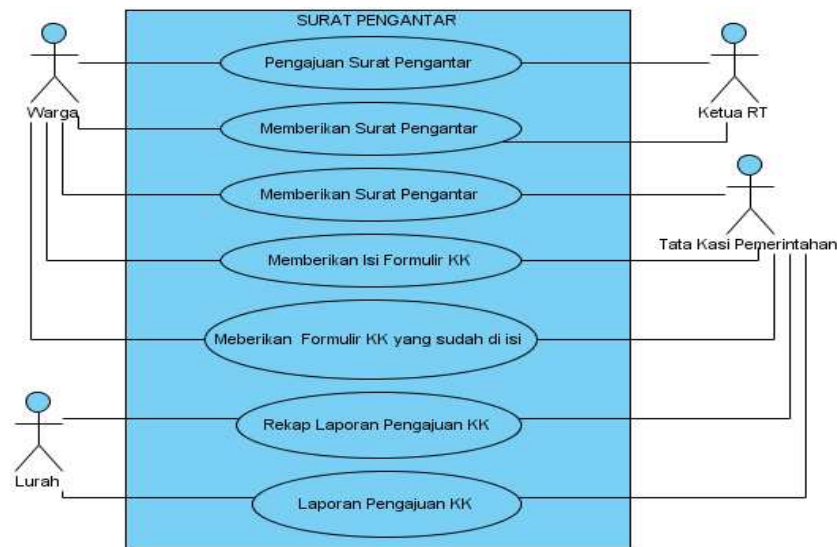 SURAT PENGANTAR
Pengajuan Surat Pengantar
Warga
Ketua RT
Memberikan Surat Pengantar
Memberikan Surat Pengantar
Tata Kasi Pemerintahan
Memberikan Isi Formulir KK
Meberikan Formulir KK yang sudah di isi
Rekap Laporan Pengajuan KK
Lurah
Laporan Pengajuan KK